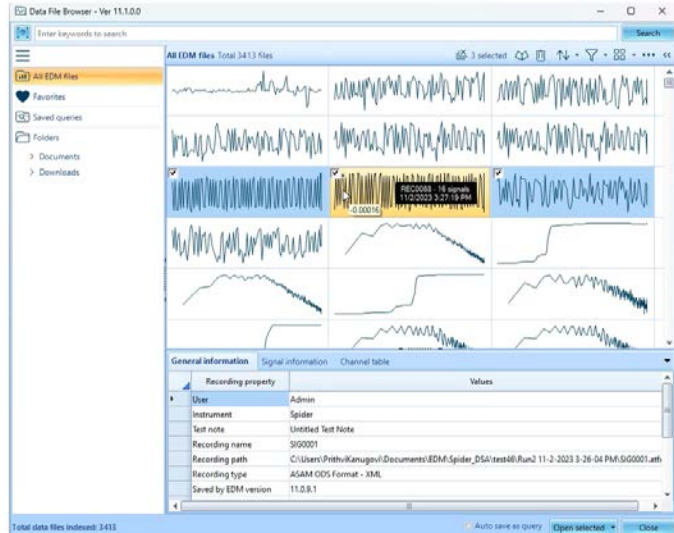 Data File Browser - Ver 11.1.0.0
Enter keywords to search
Search
All EDM files
Favorites
Saved queries
Folders
Documents
Downloads
All EDM files Total 3413 files
3 selected
REC0088 - 16 signals
11/2/2023 3:27:19 PM
-0.00016
General information Signal information Channel table
Recording property Values
User Admin
Instrument Spider
Test note Untitled Test Note
Recording name SIG0001
Recording path C:\Users\PrithviKanugovi\Documents\EDM\Spider_DSA\test46\Run2 11-2-2023 3-26-04 PM\SIG0001.atfx
Recording type ASAM ODS Format - XML
Saved by EDM version 11.0.9.1
Total data files indexed: 3413
Auto save as query Open selected Close